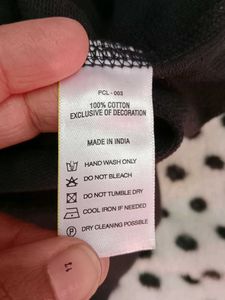 PCL - 003
100% COTTON
EXCLUSIVE OF DECORATION
MADE IN INDIA
HAND WASH ONLY
DO NOT BLEACH
DO NOT TUMBLE DRY
COOL IRON IF NEEDED
DRY CLEANING POSSIBLE